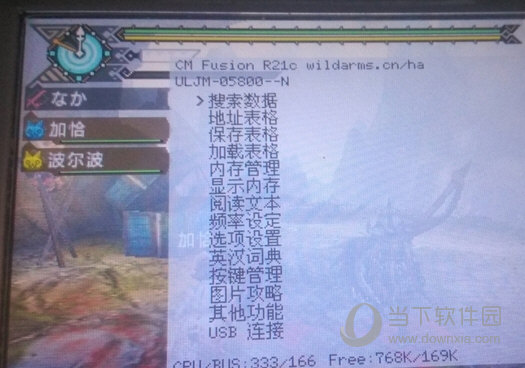 CM Fusion R21c wildarms.cn/ha
ULJM-05800--N
なか
加恰
波尔波
搜索数据
地址表格
保存表格
加载表格
内存管理
显示内存
阅读文本
频率设定
选项设置
英汉词典
按键管理
图片攻略
其他功能
USB 连接
加恰
CPU/BUS:333/166 Free:768K/169K
当下软件园
www.downxia.com